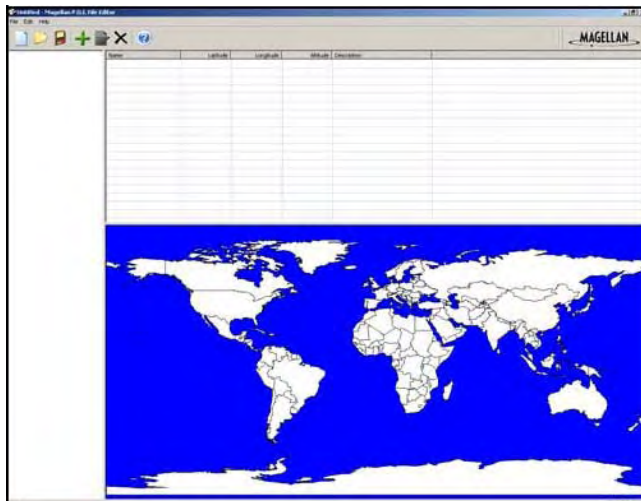 Untitled - Magellan P.O.I. File Editor
File Edit Help
MAGELLAN
Name Latitude Longitude Altitude Description